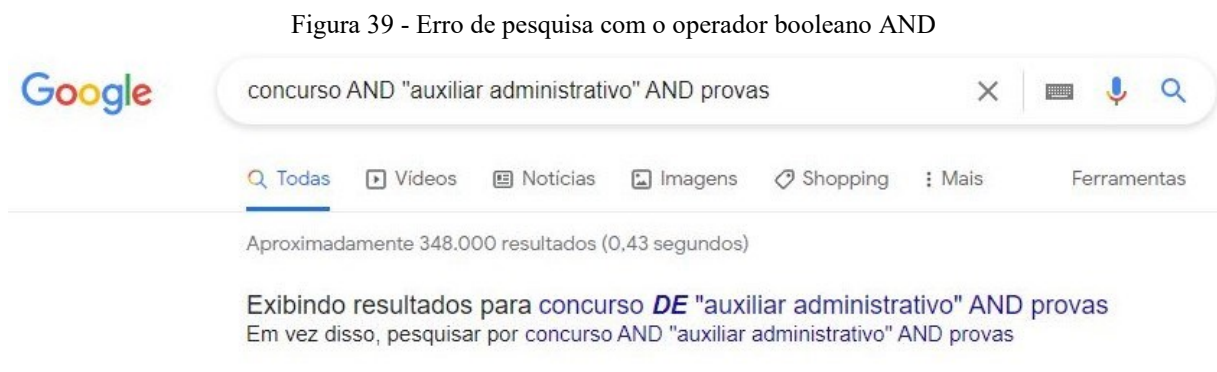 Figura 39 - Erro de pesquisa com o operador booleano AND
Google
concurso AND "auxiliar administrativo" AND provas
Todas Vídeos Notícias Imagens Shopping Mais Ferramentas
Aproximadamente 348.000 resultados (0,43 segundos)
Exibindo resultados para concurso DE "auxiliar administrativo" AND provas
Em vez disso, pesquisar por concurso AND "auxiliar administrativo" AND provas